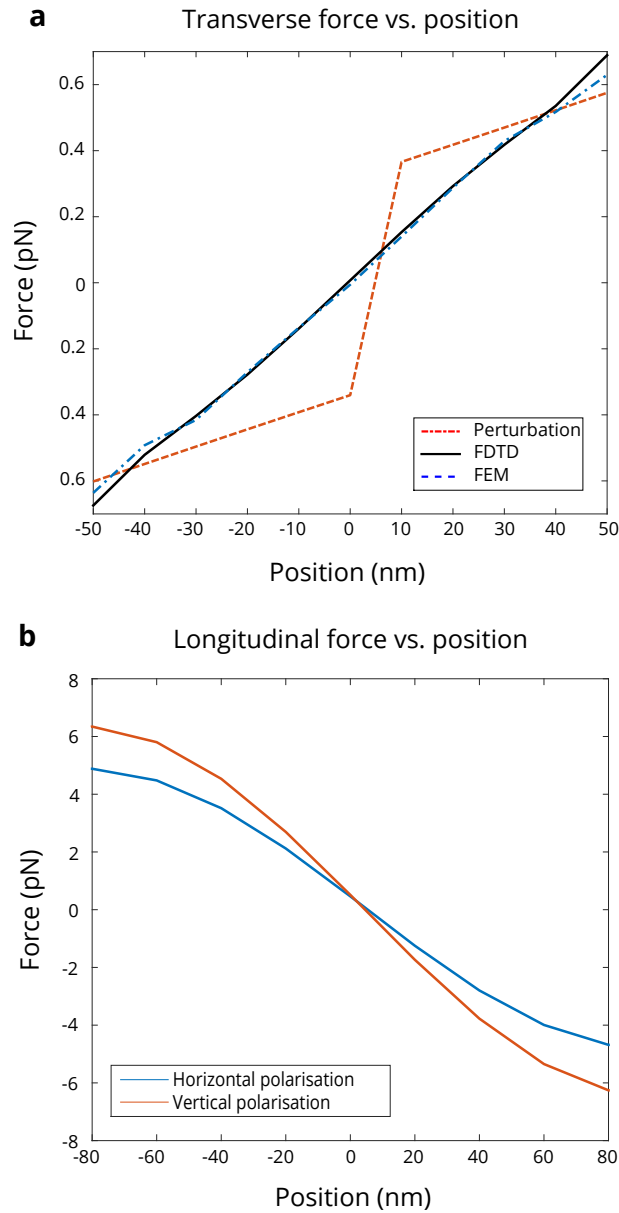 a
Transverse force vs. position
0.6
0.4
0.2
0
0.2
0.4
0.6
Force (pN)
Perturbation
FDTD
FEM
-50 -40 -30 -20 -10 0 10 20 30 40 50
Position (nm)
b
Longitudinal force vs. position
8
6
4
2
0
-2
-4
-6
-8
Force (pN)
Horizontal polarisation
Vertical polarisation
-80 -60 -40 -20 0 20 40 60 80
Position (nm)